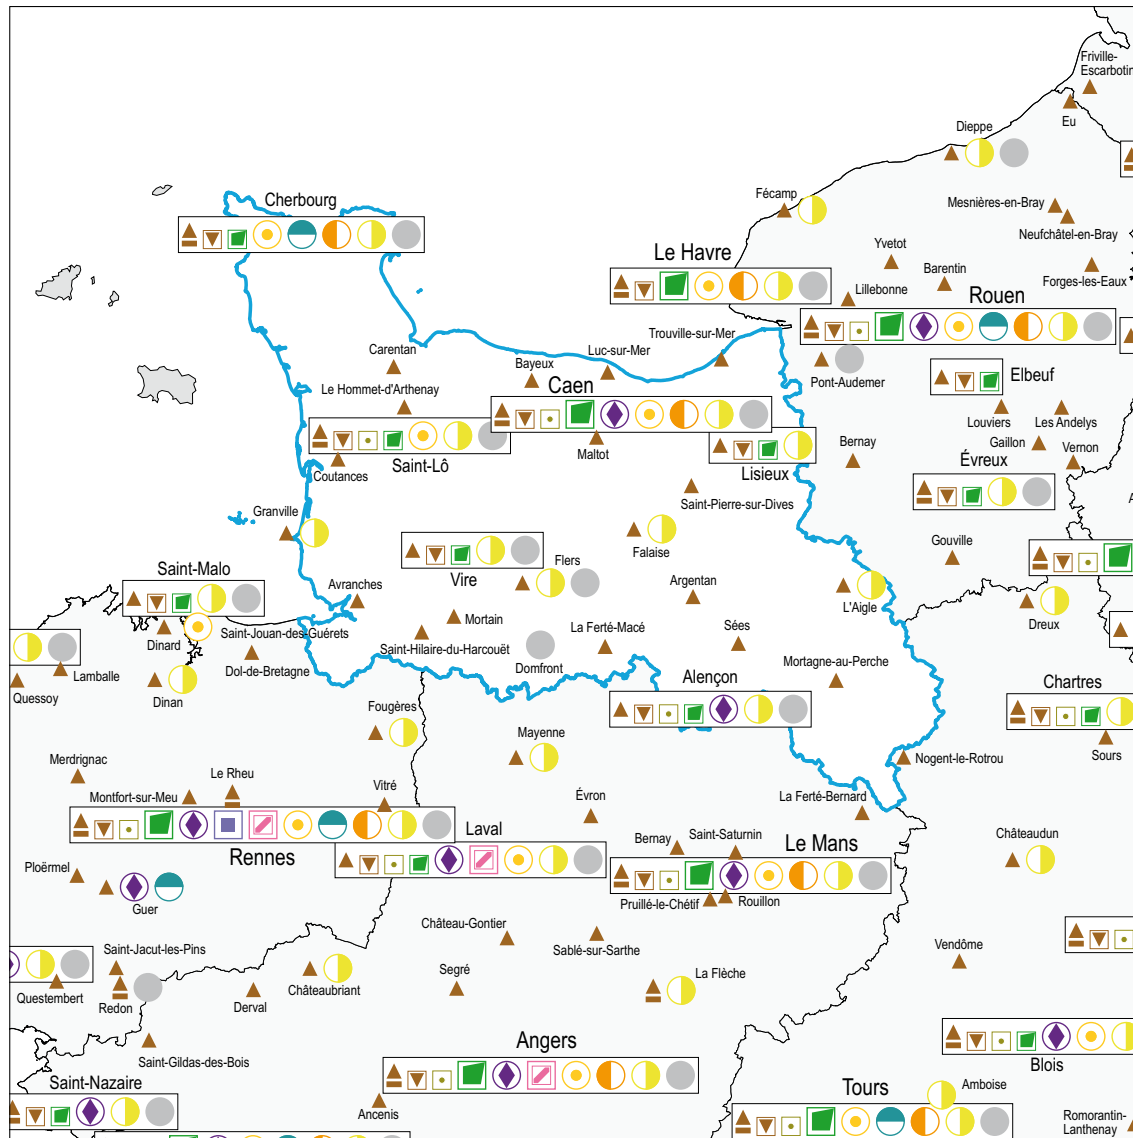 Friville-
Escarbotin
Eu
Dieppe
Fécamp
Mesnières-en-Bray
Neufchâtel-en-Bray
Cherbourg
Yvetot
Le Havre
Barentin
Forges-les-Eaux
Lillebonne
Rouen
Trouville-sur-Mer
Carentan
Luc-sur-Mer
Bayeux
Pont-Audemer
Elbeuf
Caen
Le Hommet-d'Arthenay
Louviers
Les Andelys
Gaillon
Bernay
Vernon
Maltot
Saint-Lô
Évreux
Lisieux
Coutances
Saint-Pierre-sur-Dives
Granville
Falaise
Gouville
Flers
Vire
Saint-Malo
Argentan
Avranches
L'Aigle
Dreux
Mortain
Dinard
Saint-Jouan-des-Guérets
La Ferté-Macé
Sées
Saint-Hilaire-du-Harcouët
Domfront
Dol-de-Bretagne
Mortagne-au-Perche
Lamballe
Quessoy
Dinan
Alençon
Chartres
Fougères
Mayenne
Sours
Nogent-le-Rotrou
Merdrignac
Le Rheu
Vitré
Montfort-sur-Meu
Évron
La Ferté-Bernard
Laval
Bernay
Saint-Saturnin
Le Mans
Châteaudun
Rennes
Ploërmel
Guer
Pruillé-le-Chétif
Rouillon
Château-Gontier
Sablé-sur-Sarthe
Vendôme
Saint-Jacut-les-Pins
Segré
La Flèche
Questembert
Redon
Derval
Châteaubriant
Saint-Gildas-des-Bois
Angers
Blois
Saint-Nazaire
Tours
Amboise
Ancenis
Romorantin-
Lanthenay